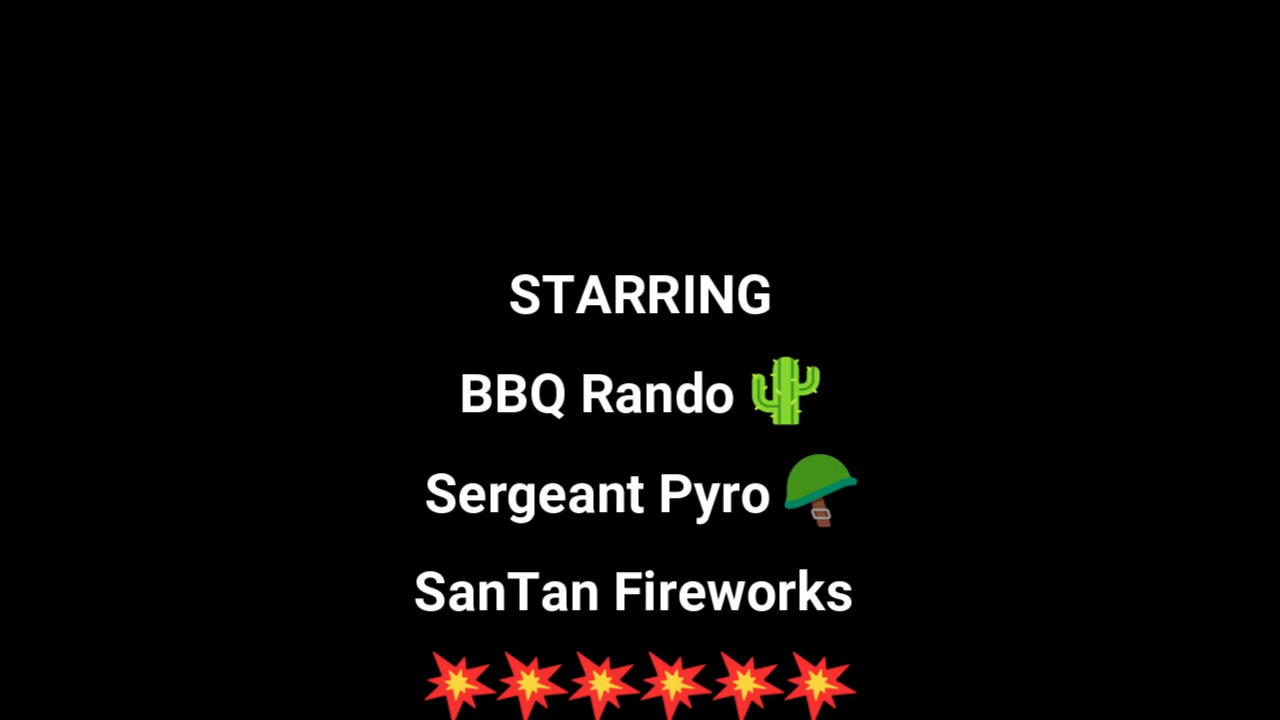 STARRING
BBQ Rando 🌵
Sergeant Pyro 🪖
SanTan Fireworks
💥💥💥💥💥💥